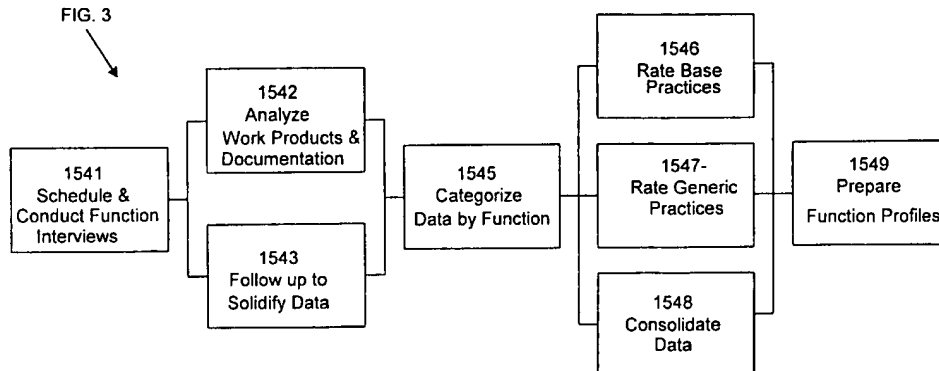 FIG. 3
1541
Schedule &
Conduct Function
Interviews
1542
Analyze
Work Products &
Documentation
1543
Follow up to
Solidify Data
1545
Categorize
Data by Function
1546
Rate Base
Practices
1547-
Rate Generic
Practices
1548
Consolidate
Data
1549
Prepare
Function Profiles